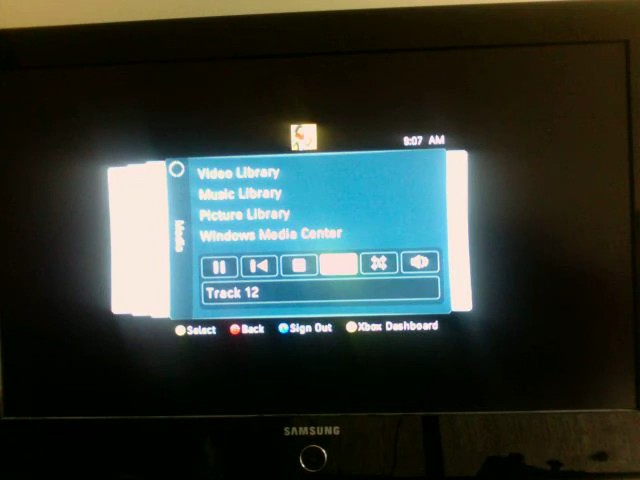 9:07 AM
Video Library
Music Library
Picture Library
Windows Media Center
Media
Track 12
Select Back Sign Out Xbox Dashboard
SAMSUNG